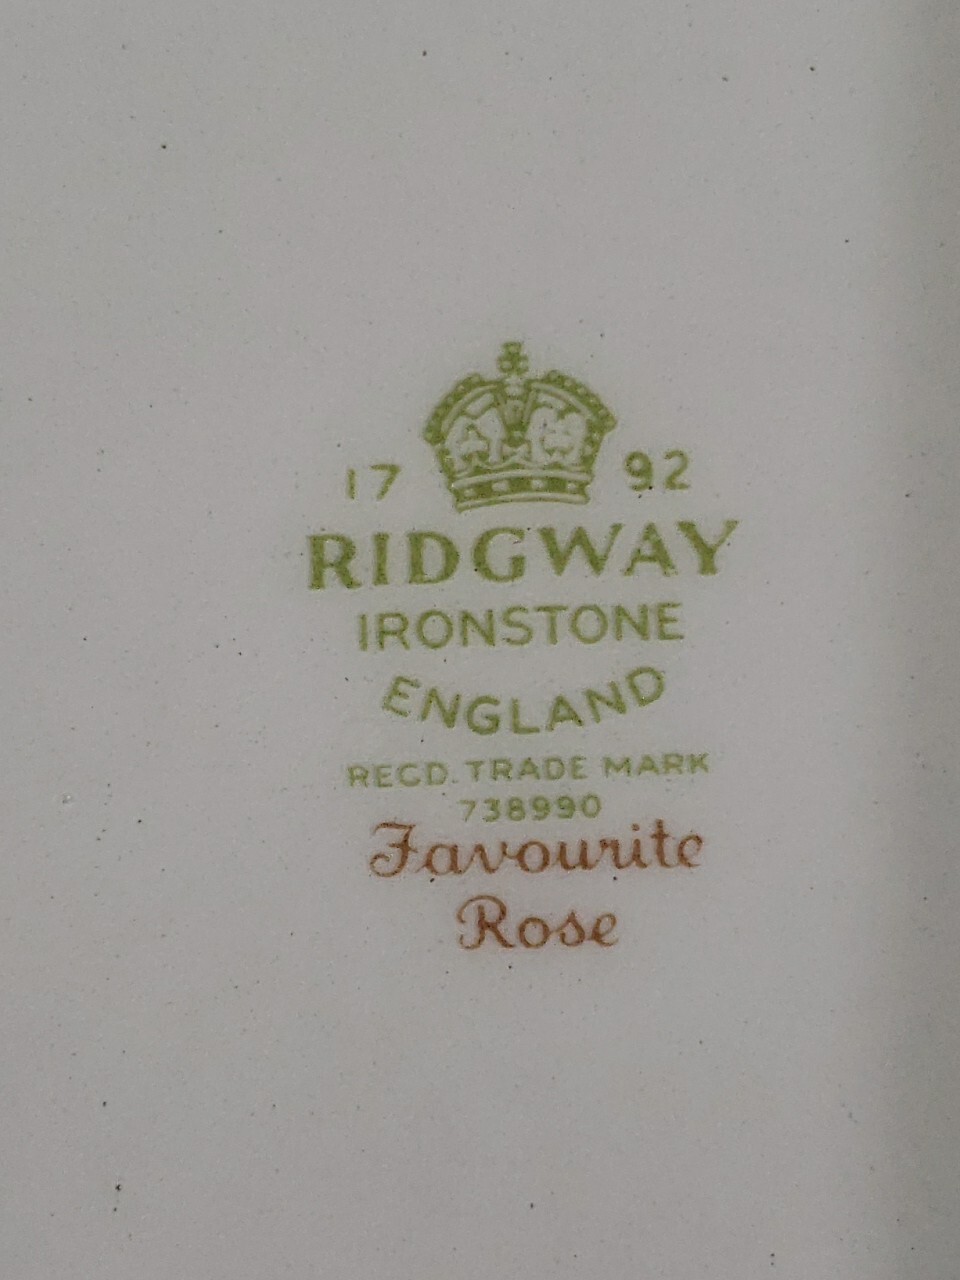 17 92
RIDGWAY
IRONSTONE
ENGLAND
REGD. TRADE MARK
738990
Favourite
Rose